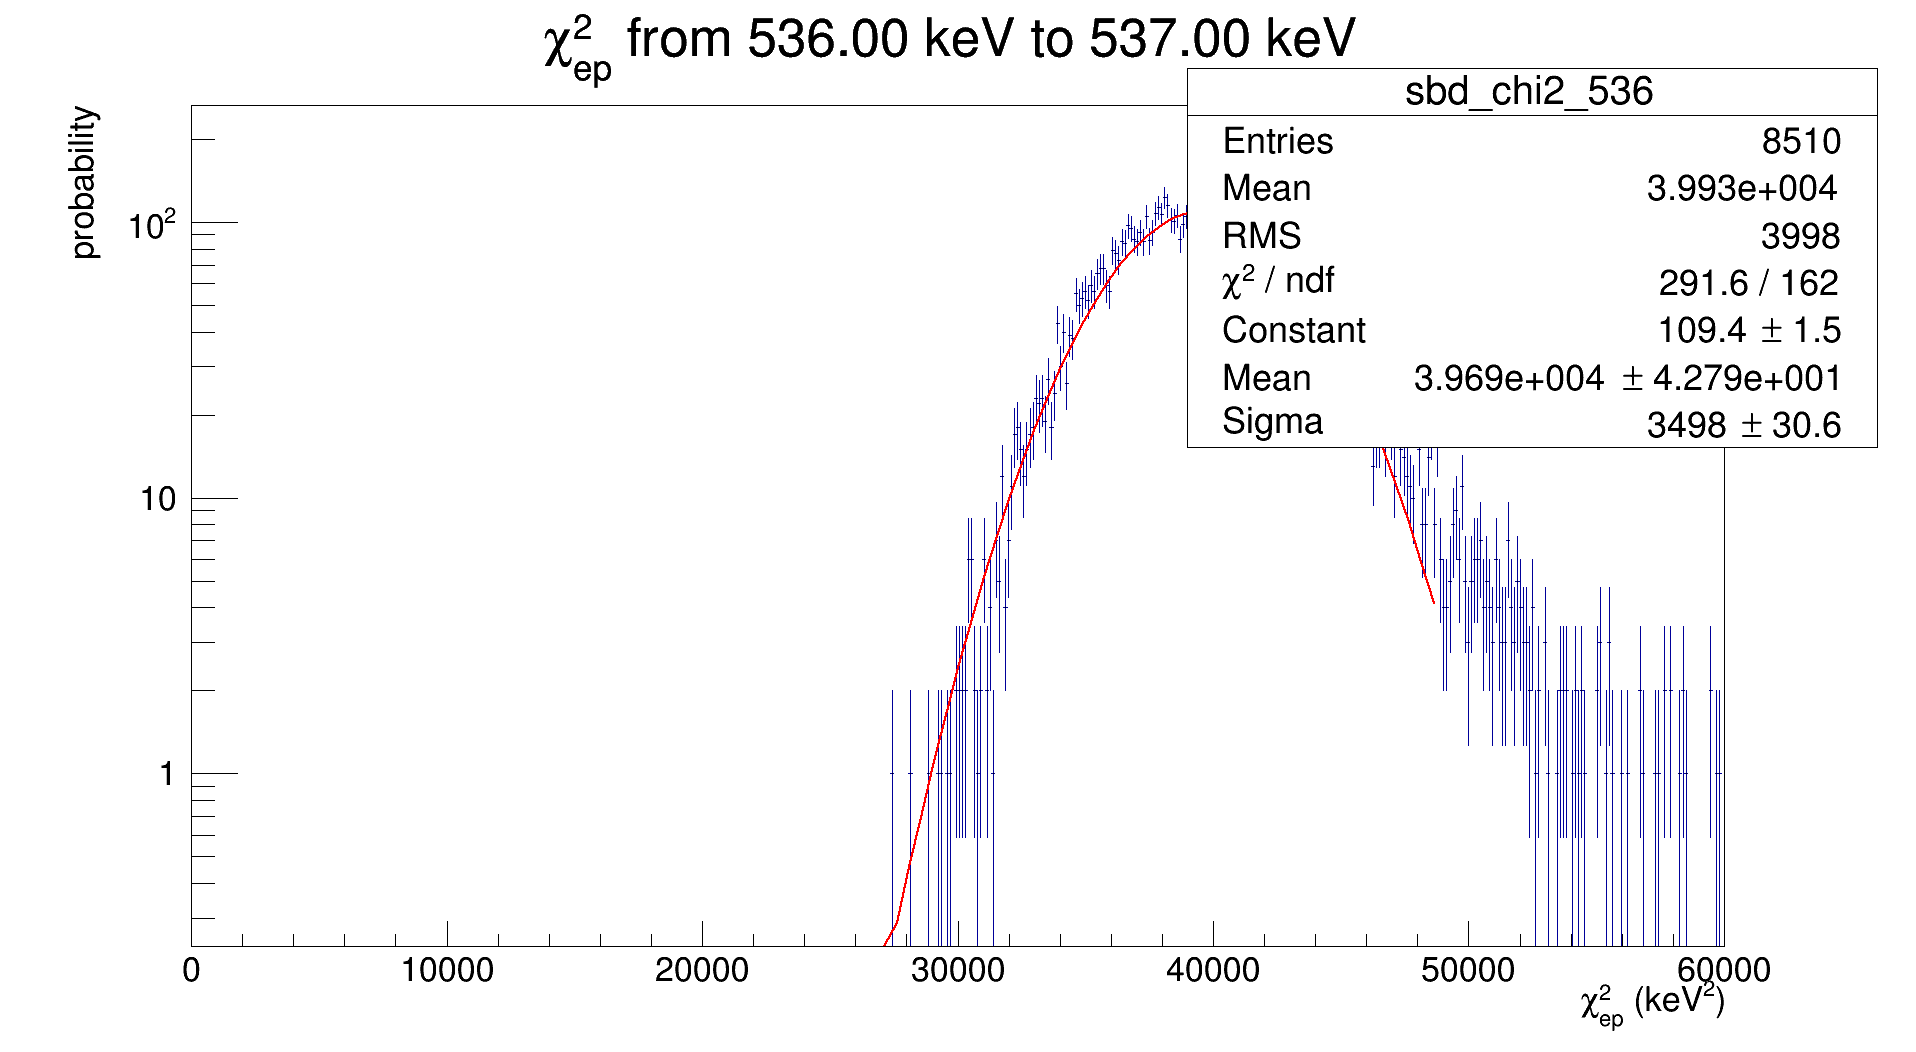 χ²ep from 536.00 keV to 537.00 keV
sbd_chi2_536
Entries 8510
Mean 3.993e+004
RMS 3998
χ² / ndf 291.6 / 162
Constant 109.4 ± 1.5
Mean 3.969e+004 ± 4.279e+001
Sigma 3498 ± 30.6
probability
10²
10
1
0 10000 20000 30000 40000 50000 60000
χ²ep (keV²)